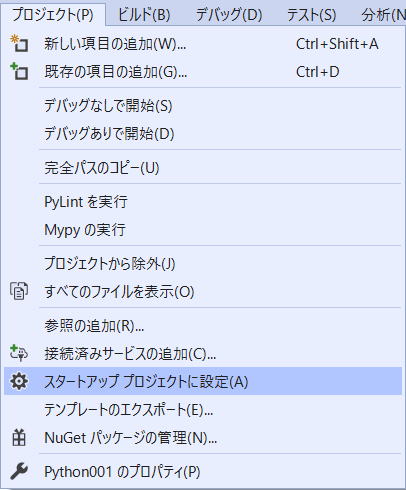 プロジェクト(P) ビルド(B) デバッグ(D) テスト(S) 分析(N
新しい項目の追加(W)... Ctrl+Shift+A
既存の項目の追加(G)... Ctrl+D
デバッグなしで開始(S)
デバッグありで開始(D)
完全パスのコピー(U)
PyLint を実行
Mypy の実行
プロジェクトから除外(J)
すべてのファイルを表示(O)
参照の追加(R)...
接続済みサービスの追加(C)...
スタートアップ プロジェクトに設定(A)
テンプレートのエクスポート(E)...
NuGet パッケージの管理(N)...
Python001 のプロパティ(P)